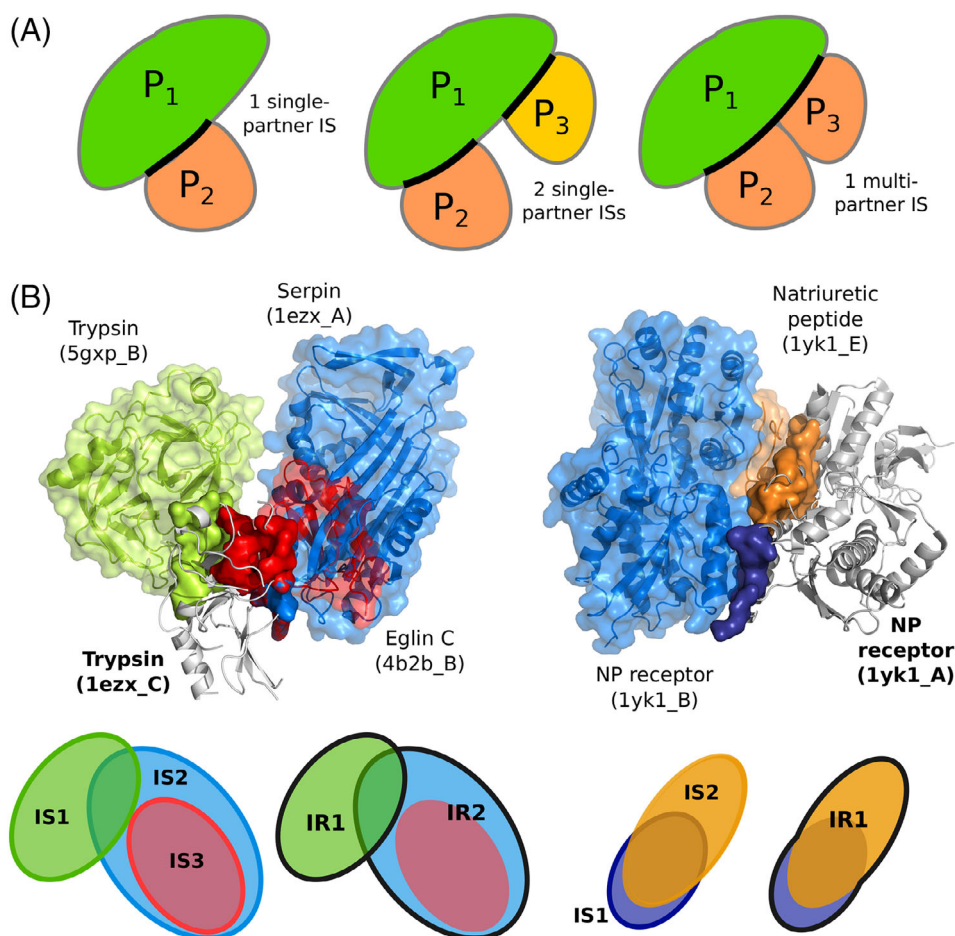 (A)
P1
1 single-
partner IS
P2
P1
P3
P2
2 single-
partner ISs
P1
P3
P2
1 multi-
partner IS
(B)
Trypsin
(5gxp_B)
Serpin
(1ezx_A)
Eglin C
(4b2b_B)
Trypsin
(1ezx_C)
Natriuretic
peptide
(1yk1_E)
NP receptor
(1yk1_B)
NP
receptor
(1yk1_A)
IS1
IS2
IS3
IR1
IR2
IS2
IS1
IR1